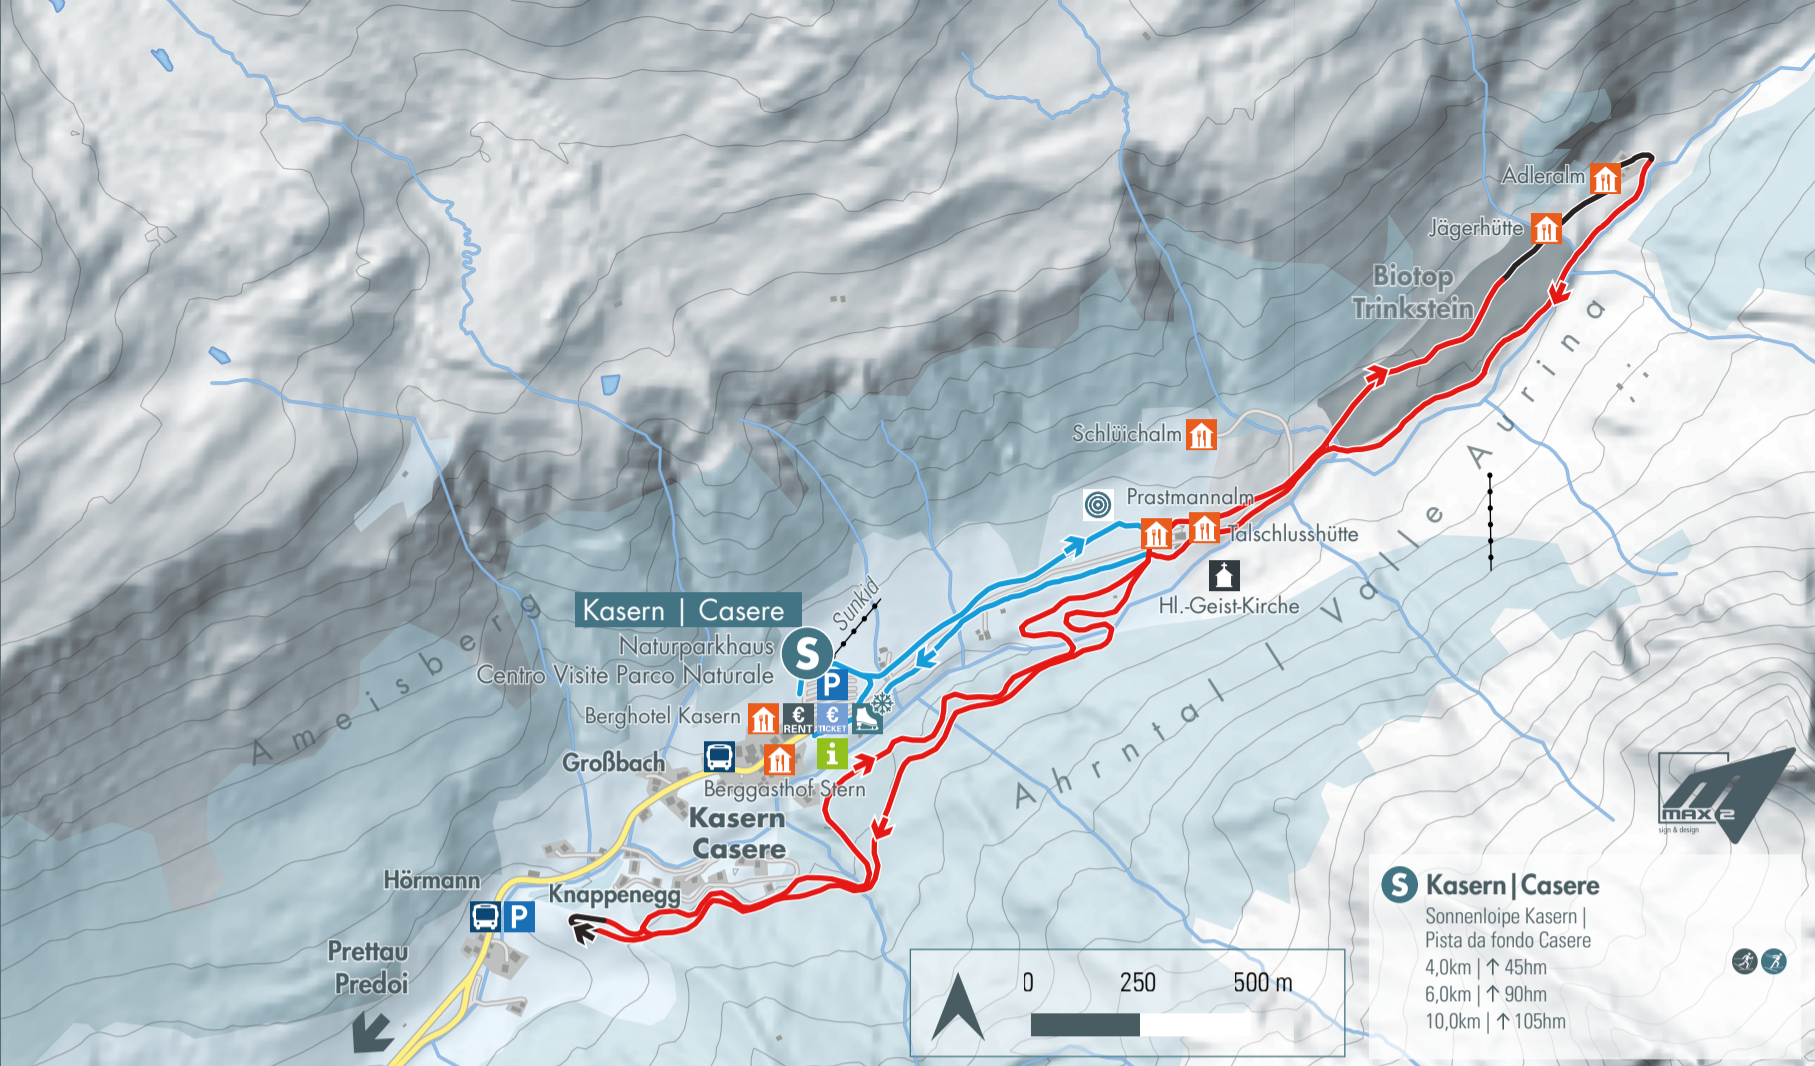 Adleralm
Jägerhütte
Biotop
Trinkstein
Schlüichalm
Prastmannalm
Talschlusshütte
Hl.-Geist-Kirche
Ahrntal | Valle Aurina
Ameisberg
Sunkid
Kasern | Casere
S
Naturparkhaus
Centro Visite Parco Naturale
P
Berghotel Kasern
€
RENT
€
TICKET
i
Großbach
Berggasthof Stern
Kasern
Casere
Hörmann
Knappenegg
P
Prettau
Predoi
0 250 500 m
MAX 2
sign & design
S Kasern|Casere
Sonnenloipe Kasern |
Pista da fondo Casere
4,0km | ↑ 45hm
6,0km | ↑ 90hm
10,0km | ↑ 105hm